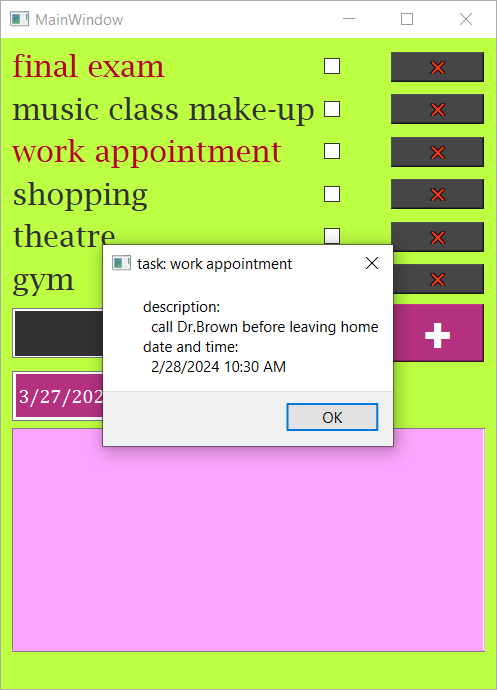 MainWindow
final exam
music class make-up
work appointment
shopping
theatre
gym
task: work appointment
description:
call Dr.Brown before leaving home
date and time:
2/28/2024 10:30 AM
OK
3/27/202